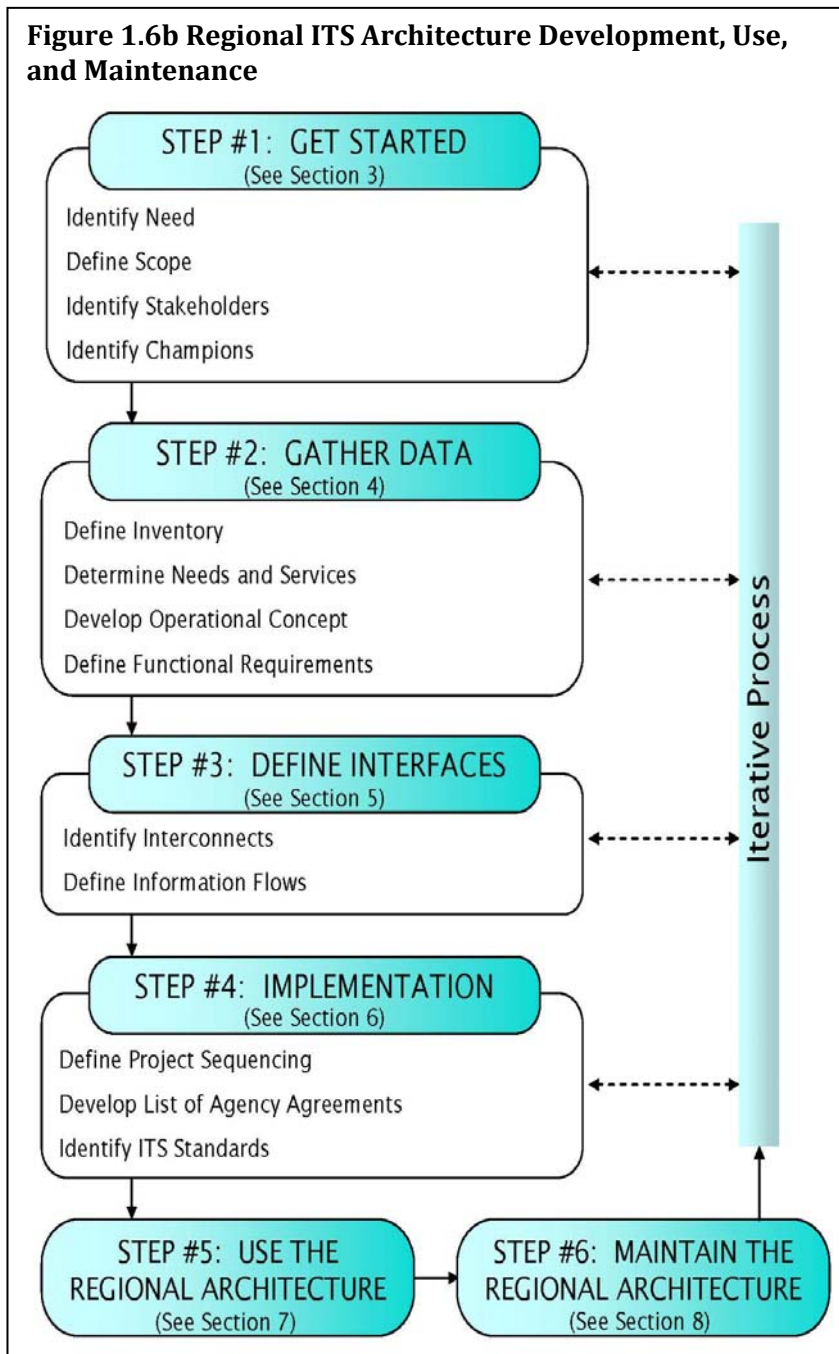 Figure 1.6b Regional ITS Architecture Development, Use,
and Maintenance
STEP #1: GET STARTED
(See Section 3)
Identify Need
Define Scope
Identify Stakeholders
Identify Champions
STEP #2: GATHER DATA
(See Section 4)
Define Inventory
Determine Needs and Services
Develop Operational Concept
Define Functional Requirements
STEP #3: DEFINE INTERFACES
(See Section 5)
Identify Interconnects
Define Information Flows
STEP #4: IMPLEMENTATION
(See Section 6)
Define Project Sequencing
Develop List of Agency Agreements
Identify ITS Standards
STEP #5: USE THE
REGIONAL ARCHITECTURE
(See Section 7)
STEP #6: MAINTAIN THE
REGIONAL ARCHITECTURE
(See Section 8)
Iterative Process